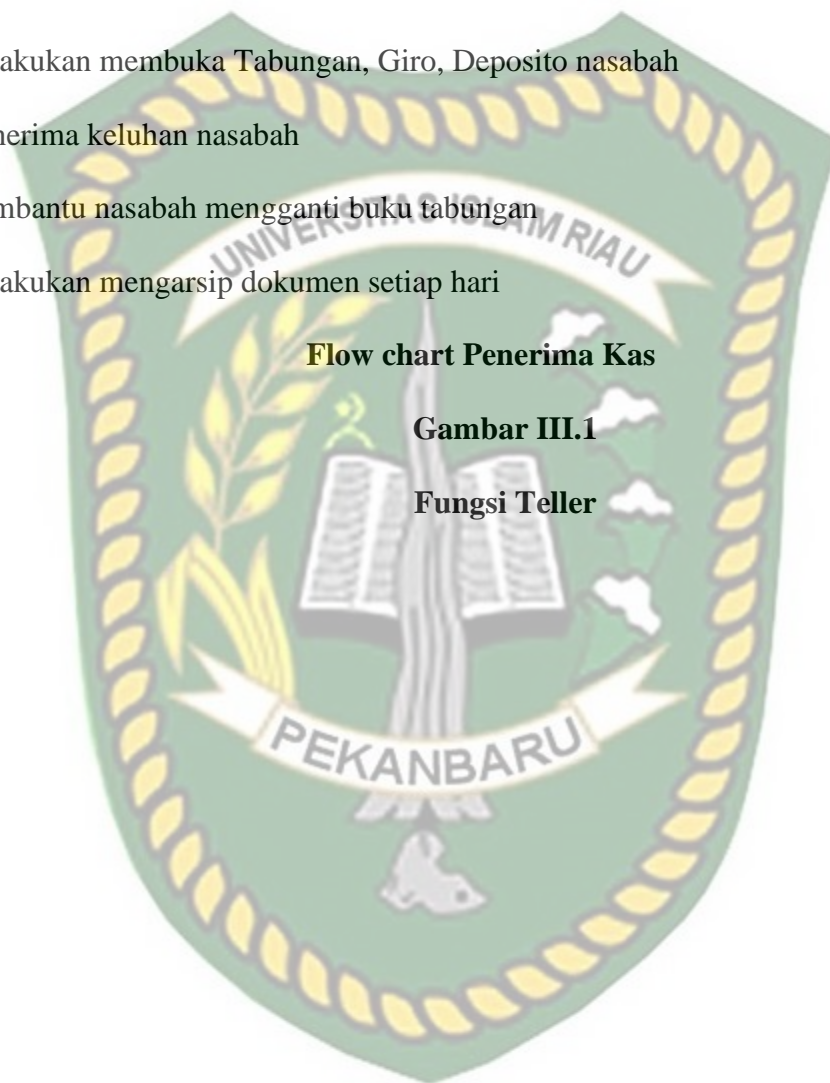 akukan membuka Tabungan, Giro, Deposito nasabah
nerima keluhan nasabah
mbantu nasabah mengganti buku tabungan
UNIVERSITAS ISLAM RIAU
akukan mengarsip dokumen setiap hari
Flow chart Penerima Kas
Gambar III.1
Fungsi Teller
PEKANBARU